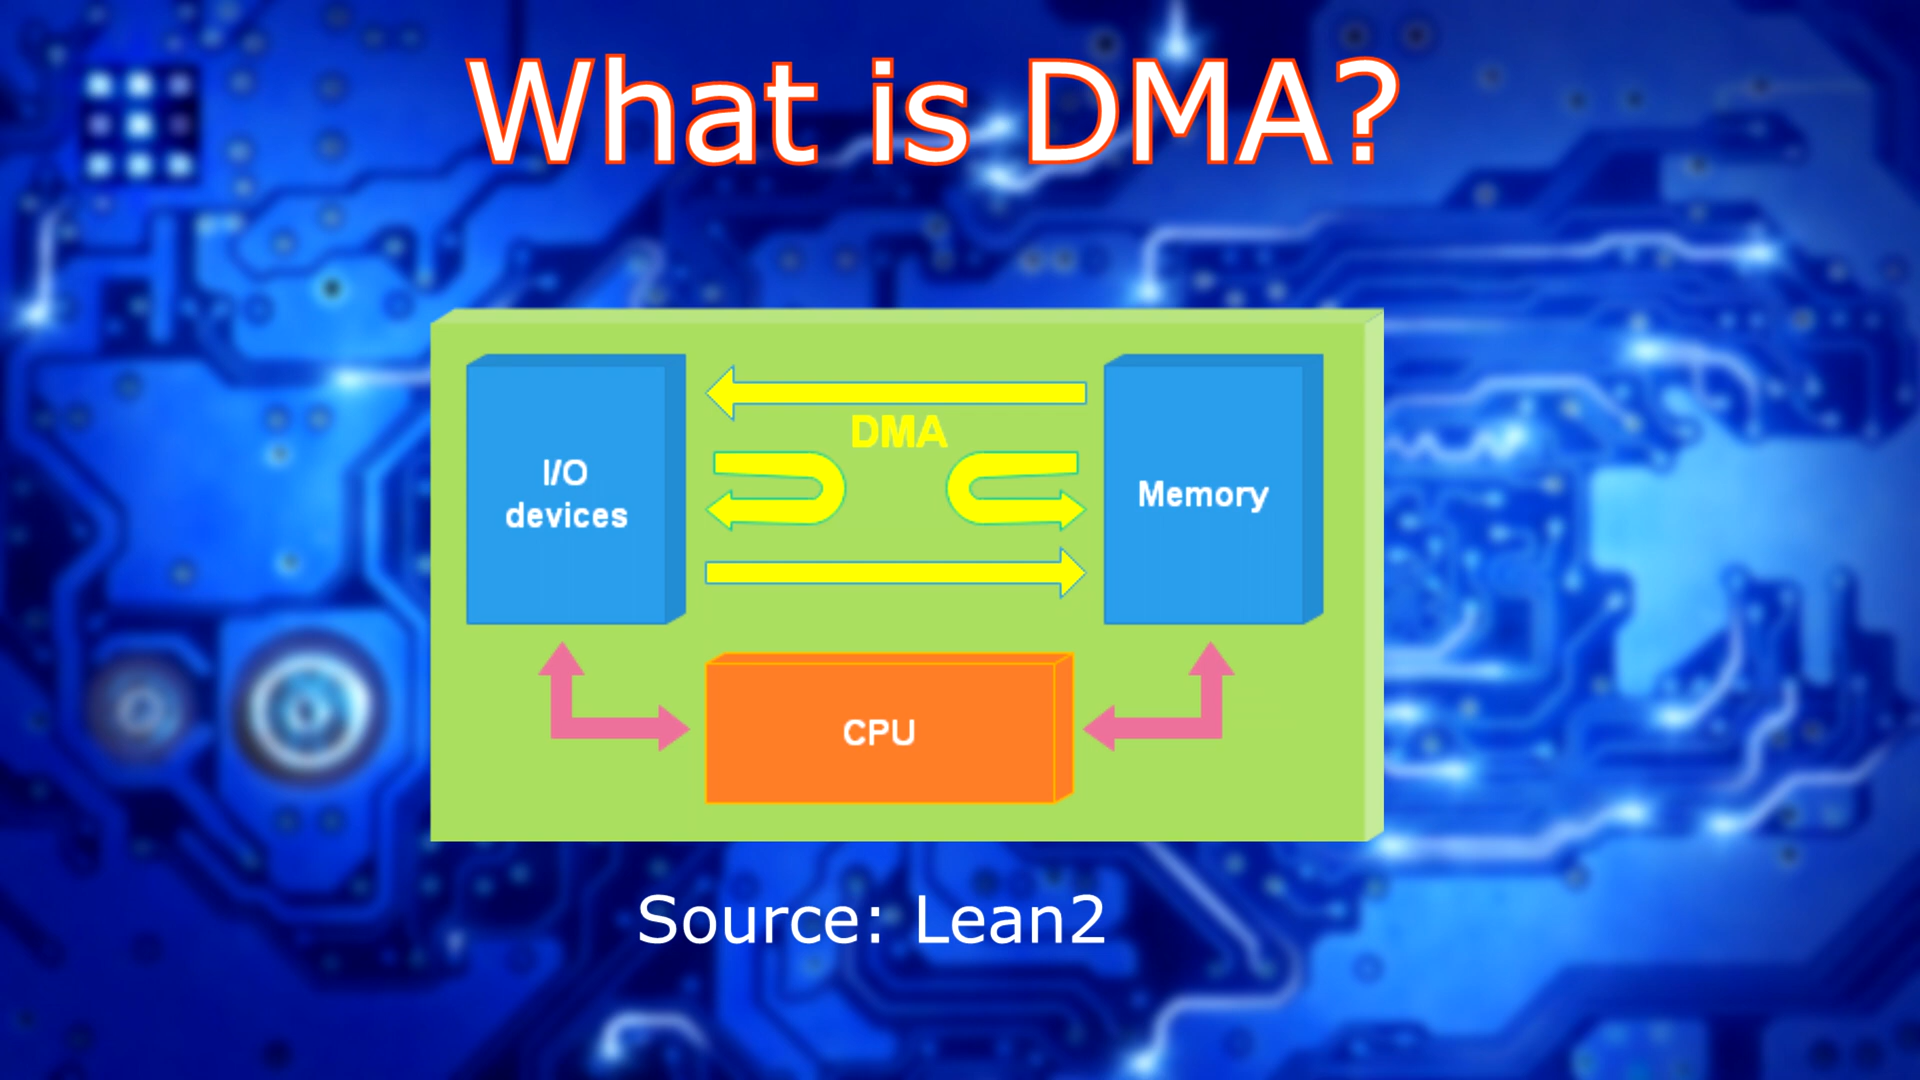 What is DMA?
DMA
I/O
devices
Memory
CPU
Source: Lean2